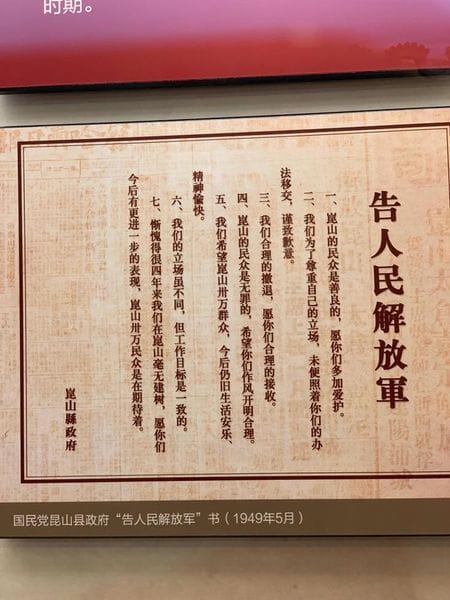 时期。
告人民解放軍
一、崑山的民众是善良的，愿你们多加爱护。
二、我们为了尊重自己的立场，未便照着你们的办
法移交，谨致歉意。
三、我们合理的撤退，愿你们合理的接收。
四、崑山的民众是无罪的，希望你们作风开明合理。
五、我们希望崑山卅万群众，今后仍旧生活安乐、
精神愉快。
六、我们的立场虽不同，但工作目标是一致的。
七、惭愧得很四年来我们在崑山毫无建树，愿你们
今后有更进一步的表现，崑山卅万民众是在期待着。
崑山縣政府
国民党昆山县政府“告人民解放军”书（1949年5月）